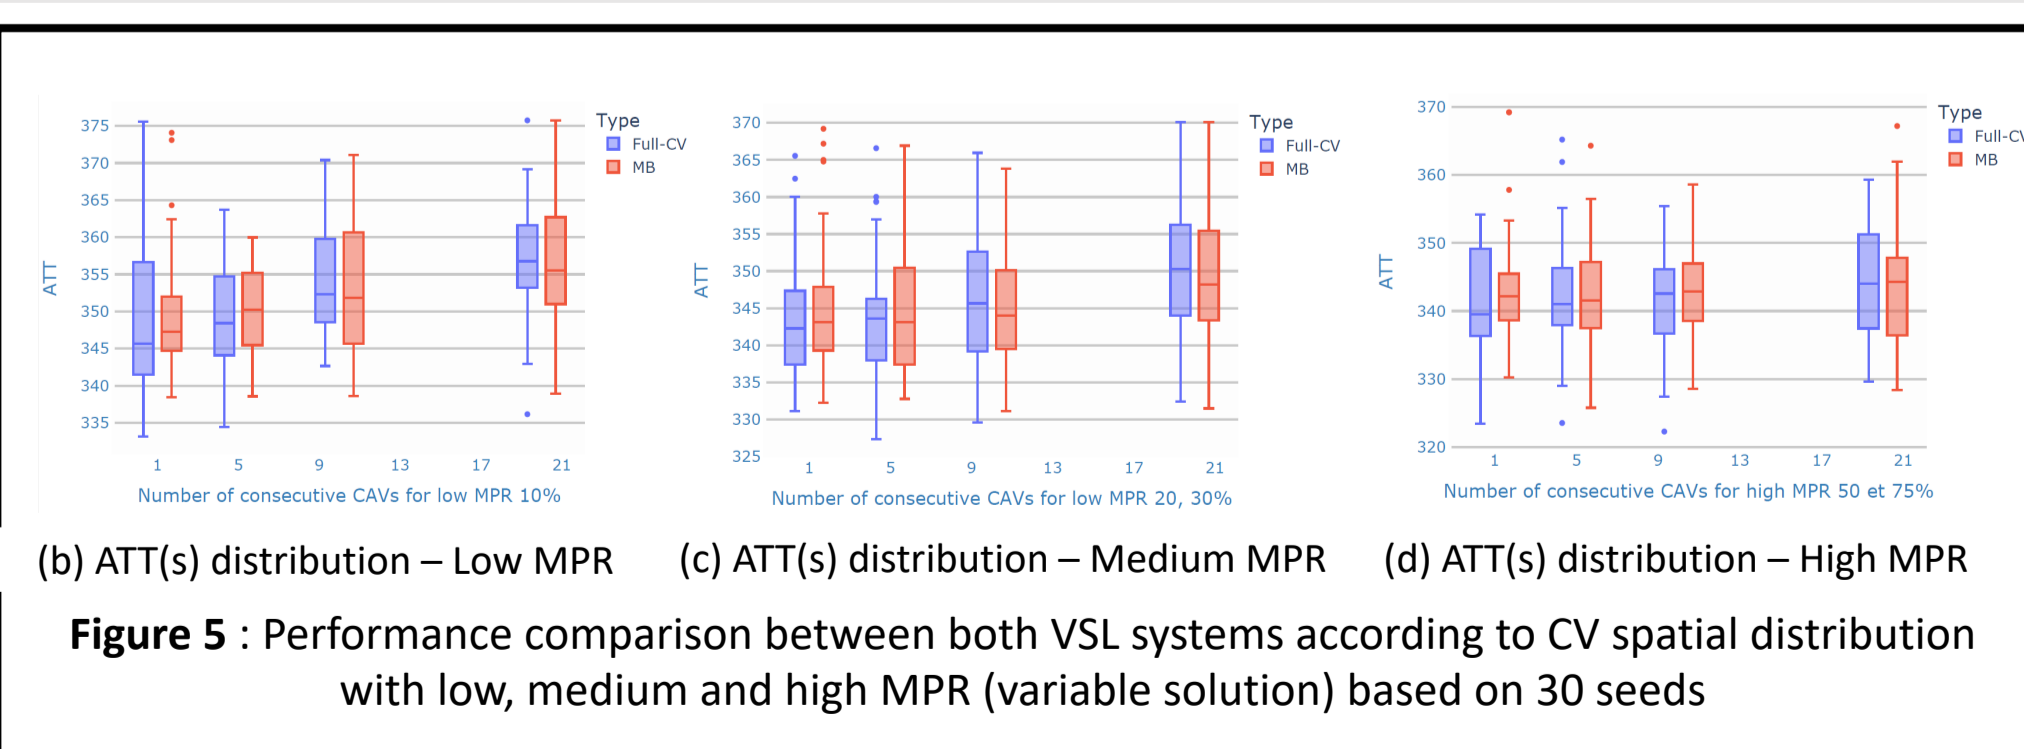 Type
Full-CV
MB
375
370
365
360
355
350
345
340
335
ATT
1 5 9 13 17 21
Number of consecutive CAVs for low MPR 10%
Type
Full-CV
MB
370
365
360
355
350
345
340
335
330
325
ATT
1 5 9 13 17 21
Number of consecutive CAVs for low MPR 20, 30%
Type
Full-CV
MB
370
360
350
340
330
320
ATT
1 5 9 13 17 21
Number of consecutive CAVs for high MPR 50 et 75%
(b) ATT(s) distribution – Low MPR
(c) ATT(s) distribution – Medium MPR
(d) ATT(s) distribution – High MPR
Figure 5 : Performance comparison between both VSL systems according to CV spatial distribution
with low, medium and high MPR (variable solution) based on 30 seeds